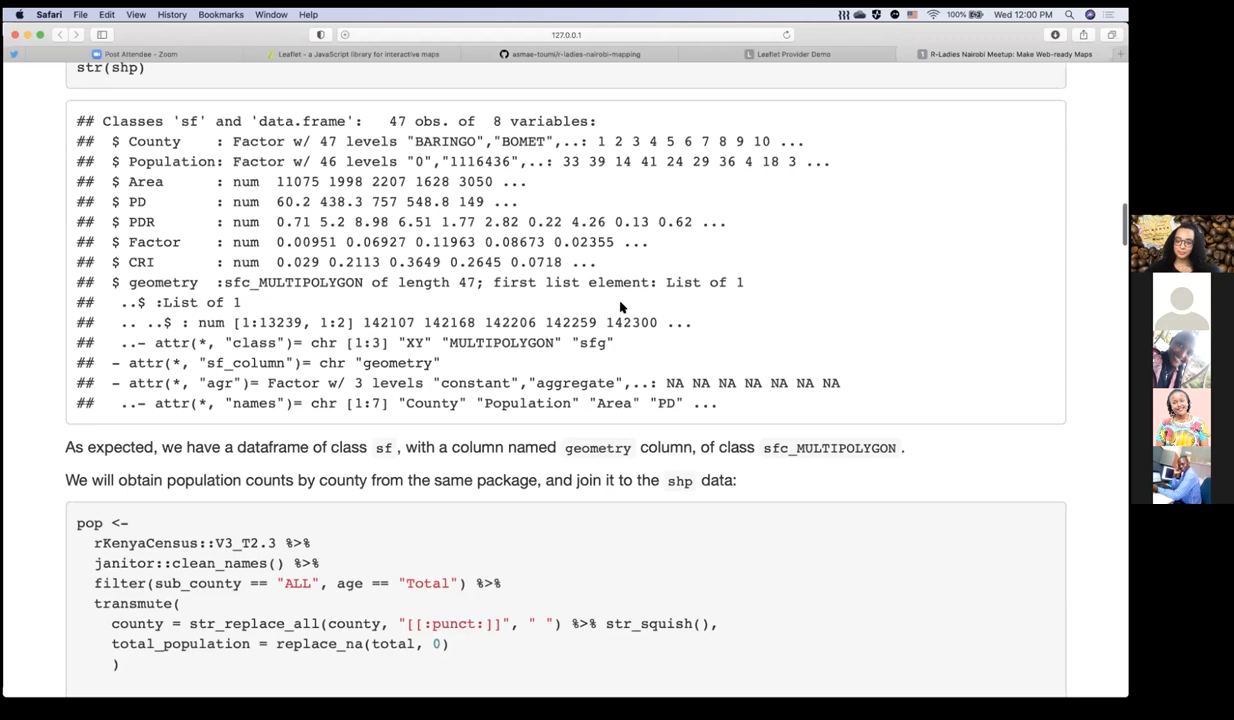 Safari File Edit View History Bookmarks Window Help 100% Wed 12:00 PM
127.0.0.1
Post Attendee - Zoom Leaflet - a JavaScript library for interactive maps asmae-toumi/r-ladies-nairobi-mapping Leaflet Provider Demo 1 R-Ladies Nairobi Meetup: Make Web-ready Maps
str(shp)
## Classes 'sf' and 'data.frame': 47 obs. of 8 variables:
## $ County : Factor w/ 47 levels "BARINGO","BOMET",..: 1 2 3 4 5 6 7 8 9 10 ...
## $ Population: Factor w/ 46 levels "0","1116436",..: 33 39 14 41 24 29 36 4 18 3 ...
## $ Area : num 11075 1998 2207 1628 3050 ...
## $ PD : num 60.2 438.3 757 548.8 149 ...
## $ PDR : num 0.71 5.2 8.98 6.51 1.77 2.82 0.22 4.26 0.13 0.62 ...
## $ Factor : num 0.00951 0.06927 0.11963 0.08673 0.02355 ...
## $ CRI : num 0.029 0.2113 0.3649 0.2645 0.0718 ...
## $ geometry :sfc_MULTIPOLYGON of length 47; first list element: List of 1
## ..$ :List of 1
## .. ..$ : num [1:13239, 1:2] 142107 142168 142206 142259 142300 ...
## ..- attr(*, "class")= chr [1:3] "XY" "MULTIPOLYGON" "sfg"
## - attr(*, "sf_column")= chr "geometry"
## - attr(*, "agr")= Factor w/ 3 levels "constant","aggregate",..: NA NA NA NA NA NA NA
## ..- attr(*, "names")= chr [1:7] "County" "Population" "Area" "PD" ...
As expected, we have a dataframe of class sf , with a column named geometry column, of class sfc_MULTIPOLYGON .
We will obtain population counts by county from the same package, and join it to the shp data:
pop <-
rKenyaCensus::V3_T2.3 %>%
janitor::clean_names() %>%
filter(sub_county == "ALL", age == "Total") %>%
transmute(
county = str_replace_all(county, "[[:punct:]]", " ") %>% str_squish(),
total_population = replace_na(total, 0)
)